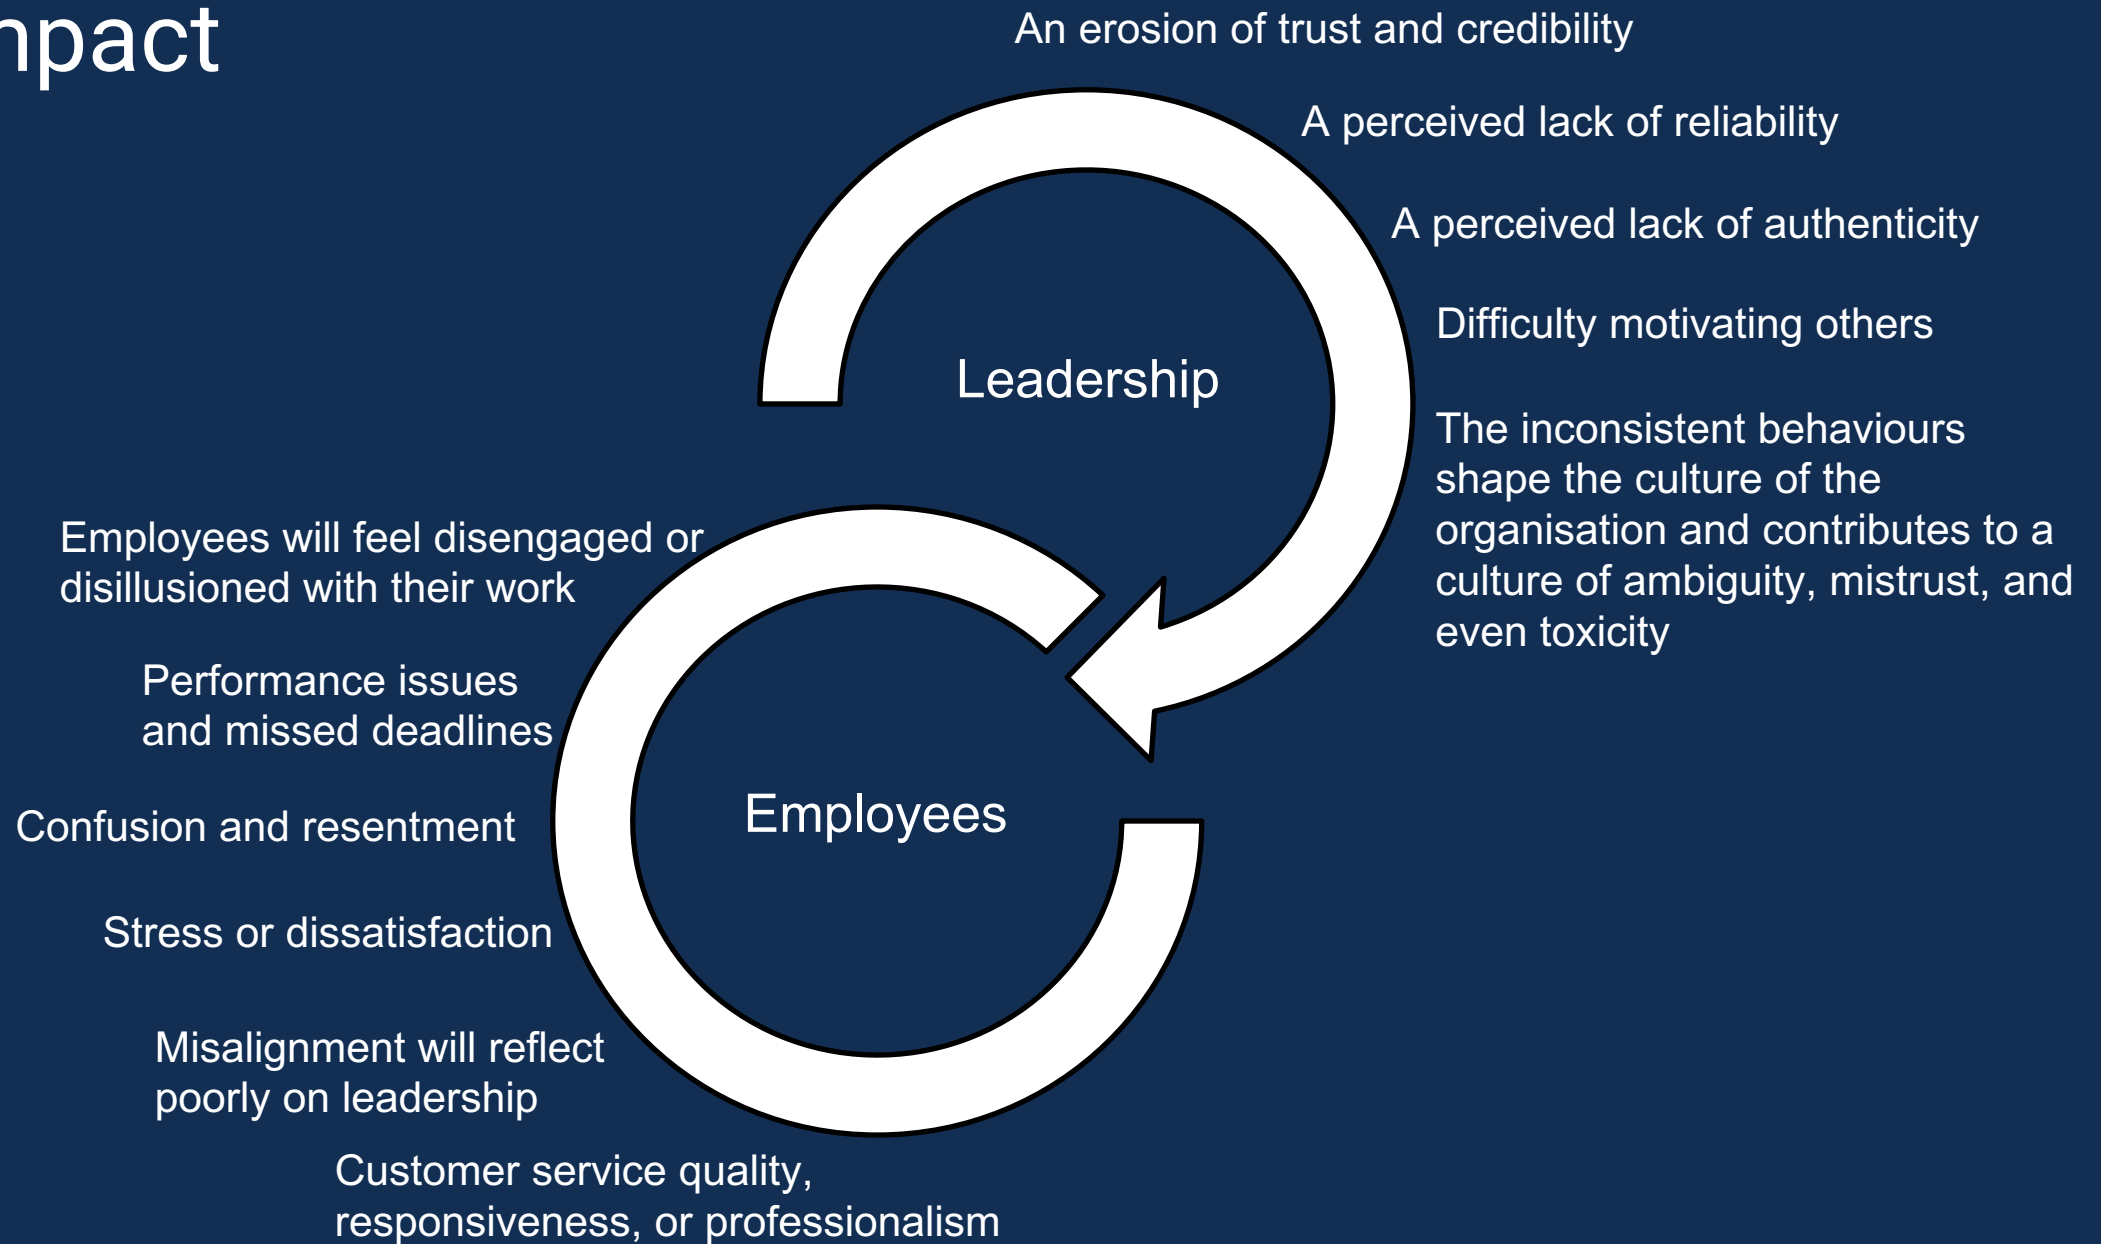 mpact
An erosion of trust and credibility
A perceived lack of reliability
A perceived lack of authenticity
Difficulty motivating others
Leadership
The inconsistent behaviours
shape the culture of the
organisation and contributes to a
culture of ambiguity, mistrust, and
even toxicity
Employees will feel disengaged or
disillusioned with their work
Performance issues
and missed deadlines
Employees
Confusion and resentment
Stress or dissatisfaction
Misalignment will reflect
poorly on leadership
Customer service quality,
responsiveness, or professionalism